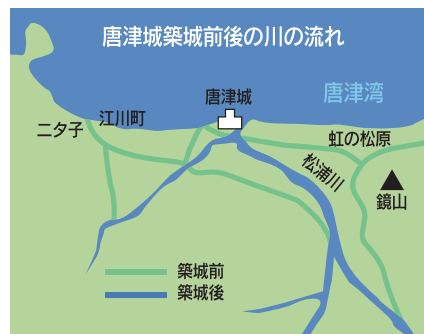 唐津城築城前後の川の流れ
唐津湾
唐津城
江川町
二タ子
虹の松原
松浦川
鏡山
築城前
築城後